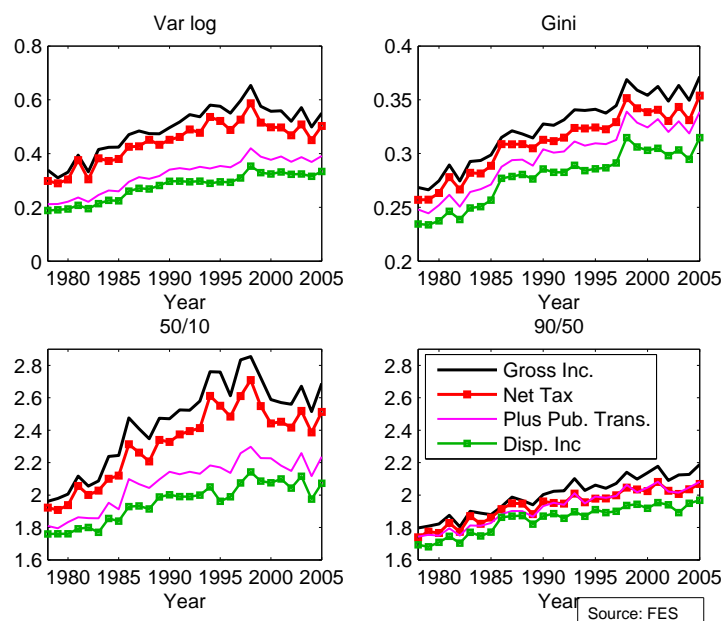 Var log
0.8
0.6
0.4
0.2
0
1980 1985 1990 1995 2000 2005
Year
Gini
0.4
0.35
0.3
0.25
0.2
1980 1985 1990 1995 2000 2005
Year
50/10
2.8
2.6
2.4
2.2
2
1.8
1.6
1980 1985 1990 1995 2000 2005
Year
90/50
2.8
2.6
2.4
2.2
2
1.8
1.6
1980 1985 1990 1995 2000 2005
Year
Gross Inc.
Net Tax
Plus Pub. Trans.
Disp. Inc
Source: FES